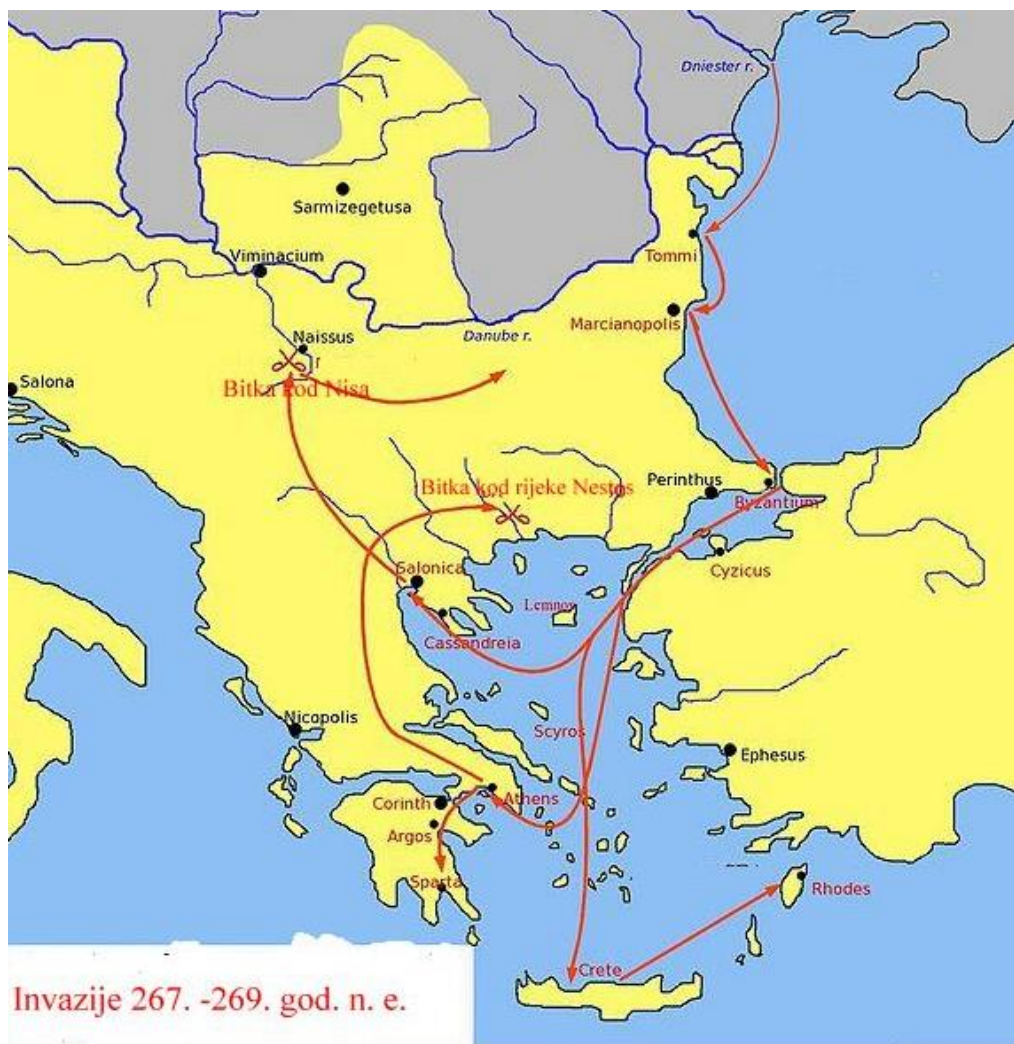 Dniester r.
Sarmizegetusa
Tommi
Viminacium
Marcianopolis
Danube r.
Naissus
Bitka kod Nisa
Salona
Perinthus
Bitka kod rijeke Nestos
Byzantium
Cyzicus
Salonica
Lemnos
Cassandreia
Nicopolis
Scyros
Ephesus
Corinth
Athens
Argos
Sparta
Rhodes
Crete
Invazije 267. -269. god. n. e.